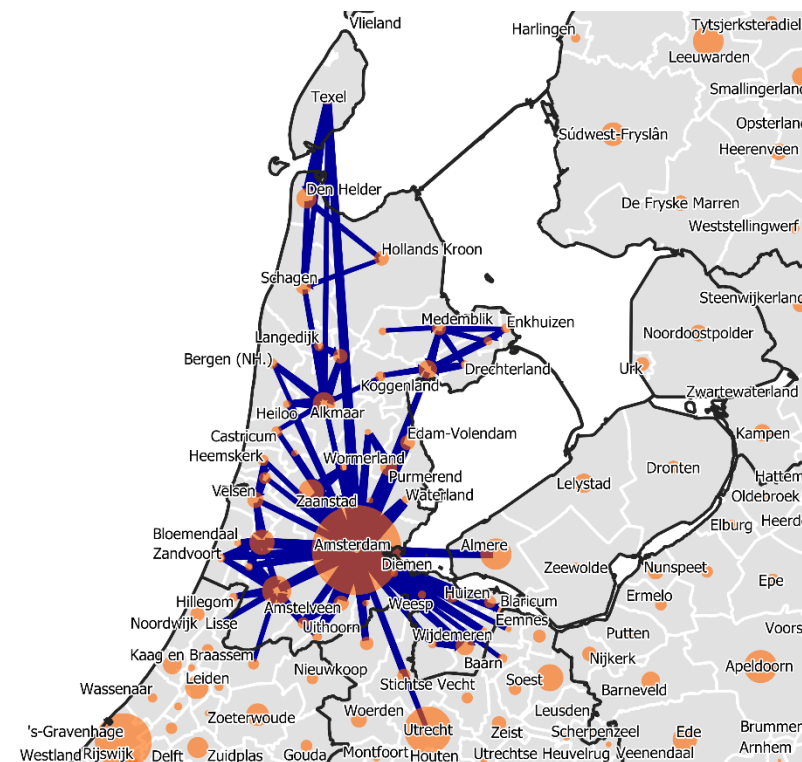 Vlieland
Harlingen
Tytsjerksteradiel
Leeuwarden
Texel
Smallingerland
Opsterland
Súdwest-Fryslân
Heerenveen
Den Helder
De Fryske Marren
Weststellingwerf
Hollands Kroon
Schagen
Steenwijkerland
Medemblik
Enkhuizen
Noordoostpolder
Langedijk
Bergen (NH.)
Drechterland
Urk
Koggenland
Zwartewaterland
Heiloo
Alkmaar
Castricum
Edam-Volendam
Kampen
Heemskerk
Wormerland
Dronten
Purmerend
Hattem
Velsen
Zaanstad
Waterland
Lelystad
Oldebroek
Elburg
Heerde
Bloemendaal
Amsterdam
Almere
Zandvoort
Diemen
Zeewolde
Nunspeet
Epe
Huizen
Ermelo
Hillegom
Amstelveen
Weesp
Blaricum
Noordwijk
Lisse
Uithoorn
Eemnes
Putten
Voorst
Wijdemeren
Kaag en Braassem
Baarn
Nijkerk
Apeldoorn
Nieuwkoop
Wassenaar
Leiden
Stichtse Vecht
Soest
Barneveld
Zoeterwoude
Woerden
Leusden
's-Gravenhage
Utrecht
Zeist
Scherpenzeel
Ede
Brummen
Westland
Rijswijk
Delft
Zuidplas
Gouda
Montfoort
Houten
Utrechtse Heuvelrug
Veenendaal
Arnhem